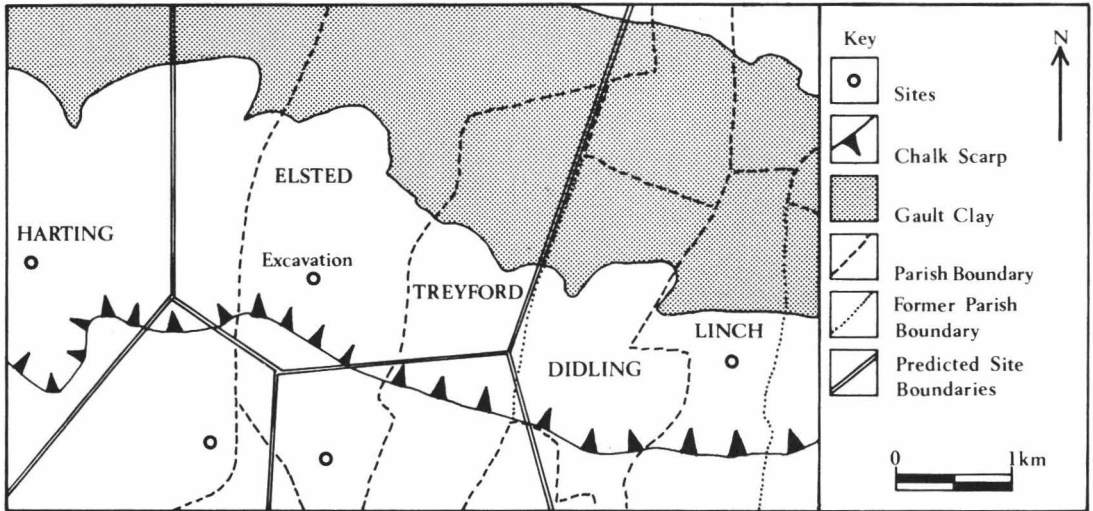 HARTING
ELSTED
Excavation
TREYFORD
DIDLING
LINCH
Key
N
Sites
Chalk Scarp
Gault Clay
Parish Boundary
Former Parish
Boundary
Predicted Site
Boundaries
0 1km